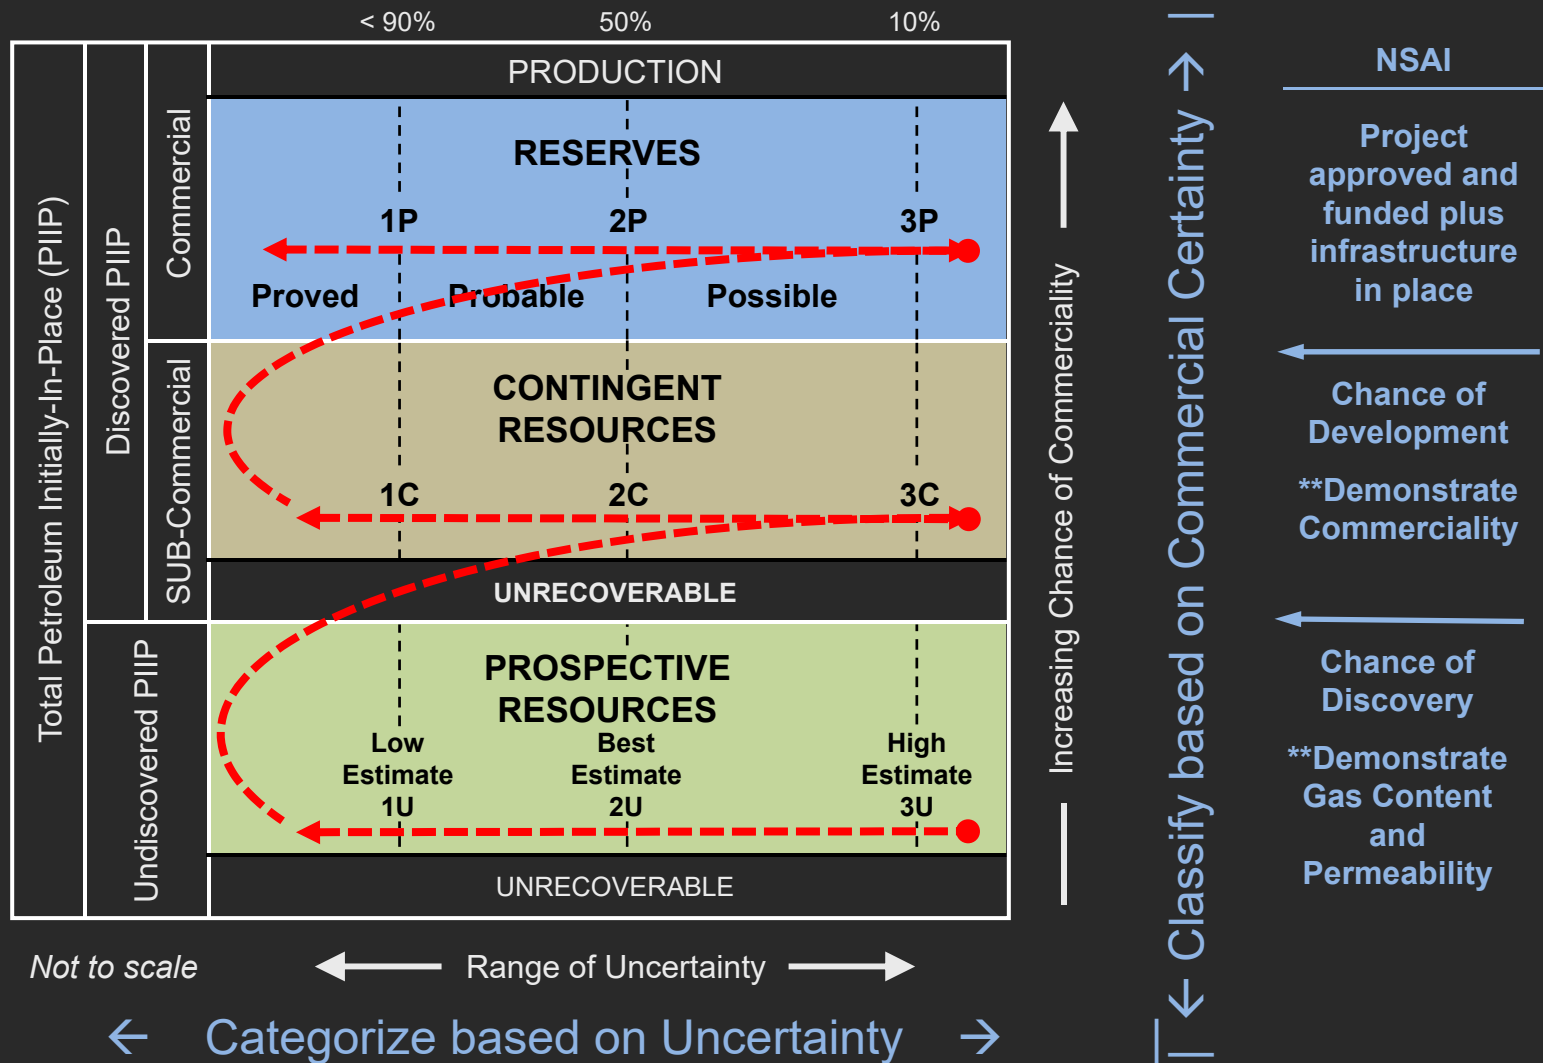 < 90%
50%
10%
PRODUCTION
RESERVES
1P
2P
3P
Proved
Probable
Possible
CONTINGENT
RESOURCES
1C
2C
3C
UNRECOVERABLE
PROSPECTIVE
RESOURCES
Low
Estimate
1U
Best
Estimate
2U
High
Estimate
3U
UNRECOVERABLE
Total Petroleum Initially-In-Place (PIIP)
Discovered PIIP
Undiscovered PIIP
Commercial
SUB-Commercial
Increasing Chance of Commerciality
← Classify based on Commercial Certainty →
NSAI
Project
approved and
funded plus
infrastructure
in place
Chance of
Development
**Demonstrate
Commerciality
Chance of
Discovery
**Demonstrate
Gas Content
and
Permeability
Not to scale
Range of Uncertainty
← Categorize based on Uncertainty →